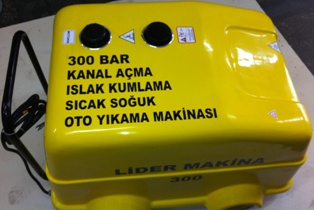 300 BAR
KANAL AÇMA
ISLAK KUMLAMA
SICAK SOĞUK
OTO YIKAMA MAKİNASI
LİDER MAKİNA
300